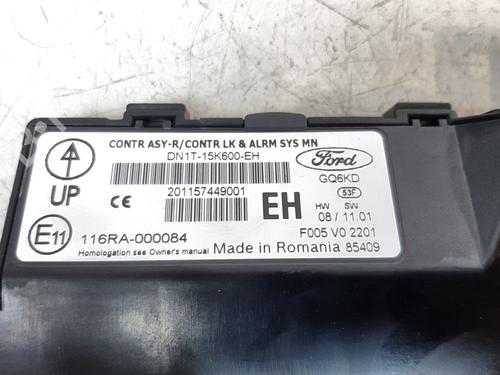 CONTR ASY-R/CONTR LK & ALRM SYS MN
DN1T-15K600-EH
Ford
GQ6KD
53F
UP
CE
201157449001
EH
HW SW
08 / 11.01
F005 V0 2201
E11
116RA-000084
Made in Romania 85409
Homologation see Owner's manual